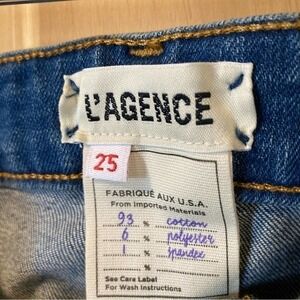 L'AGENCE
25
FABRIQUÉ AUX U.S.A.
From Imported Materials
93 % cotton
6 % polyester
1 % spandex
%
See Care Label
For Wash Instructions